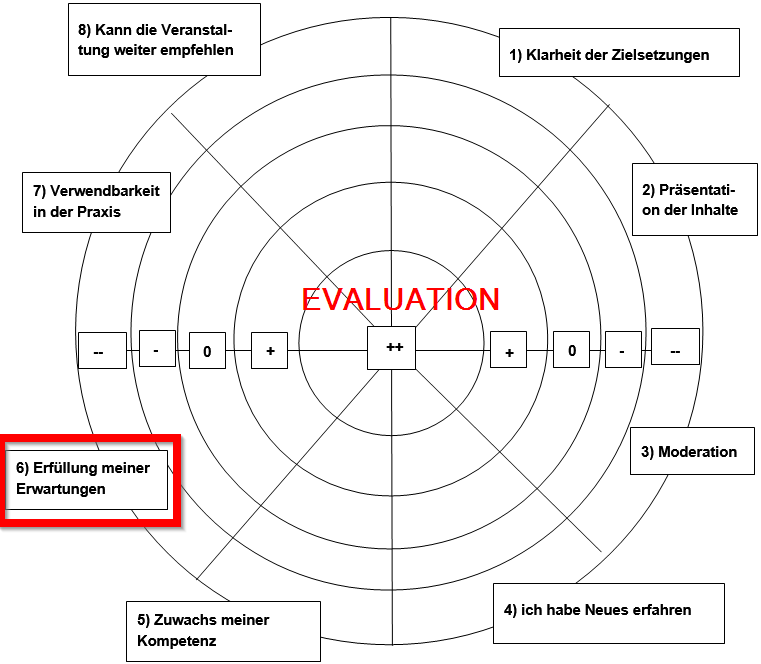 8) Kann die Veranstal-
tung weiter empfehlen
1) Klarheit der Zielsetzungen
7) Verwendbarkeit
in der Praxis
2) Präsentati-
on der Inhalte
EVALUATION
-- - 0 + ++ + 0 - --
6) Erfüllung meiner
Erwartungen
3) Moderation
5) Zuwachs meiner
Kompetenz
4) ich habe Neues erfahren